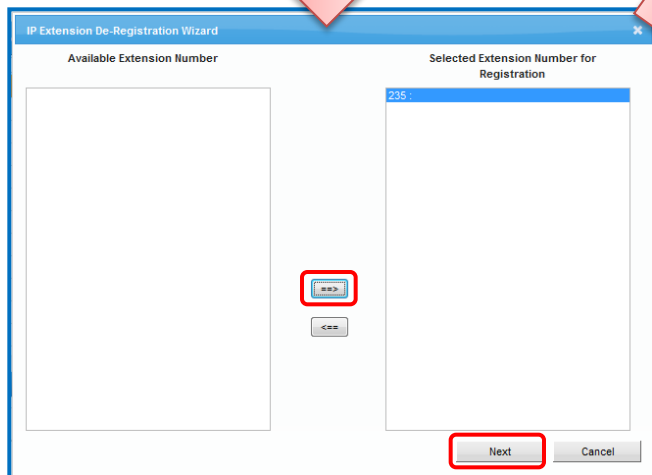 IP Extension De-Registration Wizard
Available Extension Number
Selected Extension Number for
Registration
235 :
==>
<==
Next
Cancel